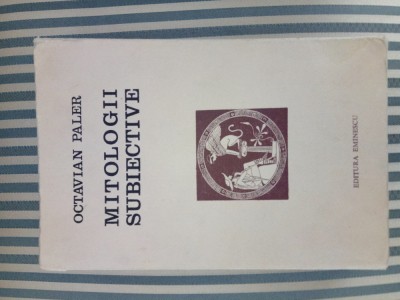 OCTAVIAN PALER
MITOLOGII
SUBIECTIVE
EDITURA EMINESCU